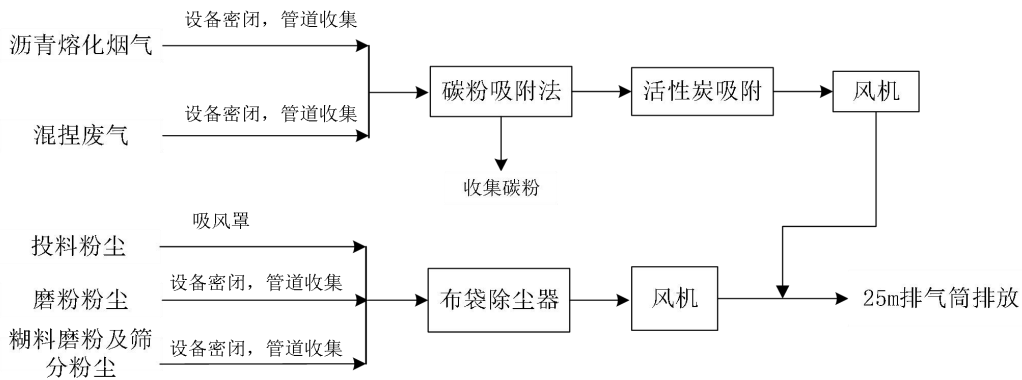 设备密闭，管道收集
沥青熔化烟气
碳粉吸附法
活性炭吸附
风机
设备密闭，管道收集
混捏废气
收集碳粉
吸风罩
投料粉尘
设备密闭，管道收集
磨粉粉尘
布袋除尘器
风机
25m排气筒排放
糊料磨粉及筛
分粉尘
设备密闭，管道收集